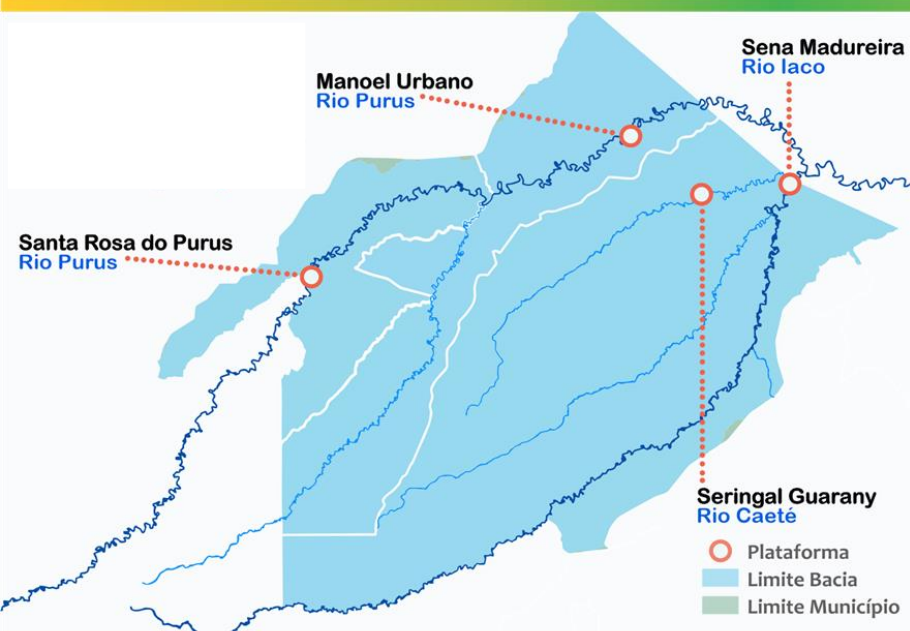 Sena Madureira
Rio Iaco
Manoel Urbano
Rio Purus
Santa Rosa do Purus
Rio Purus
Seringal Guarany
Rio Caeté
Plataforma
Limite Bacia
Limite Município